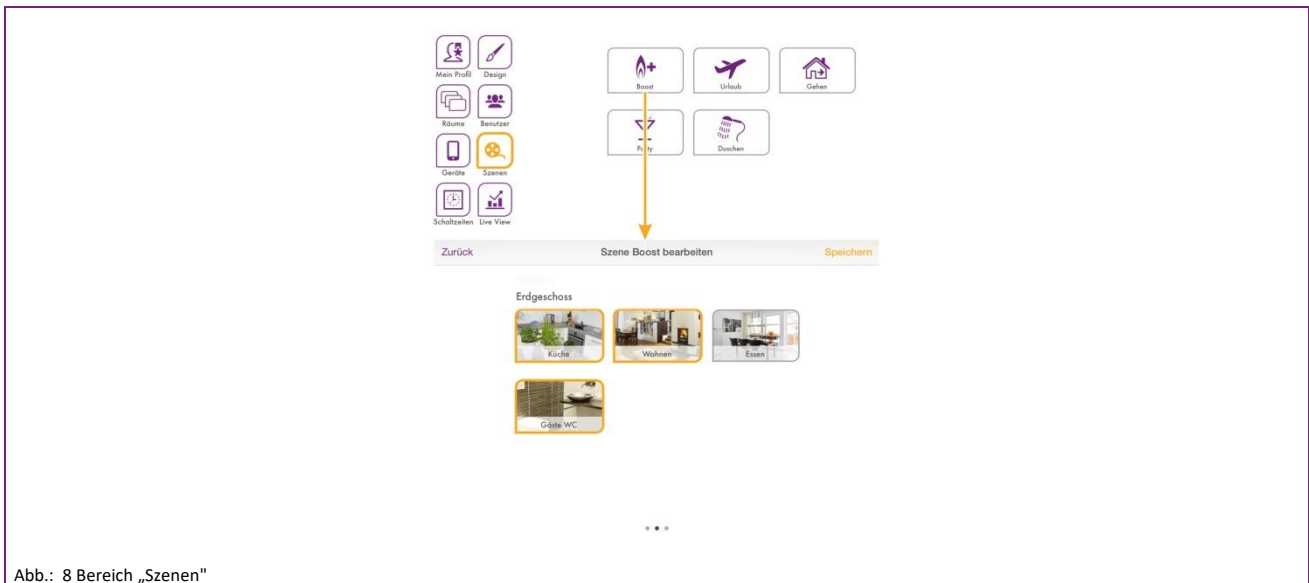 Mein Profil Design
Boost Urlaub Gehen
Räume Benutzer
Party Duschen
Geräte Szenen
Schaltzeiten Live View
Zurück Szene Boost bearbeiten Speichern
Erdgeschoss
Küche Wohnen Essen
Gäste WC
Abb.: 8 Bereich „Szenen"